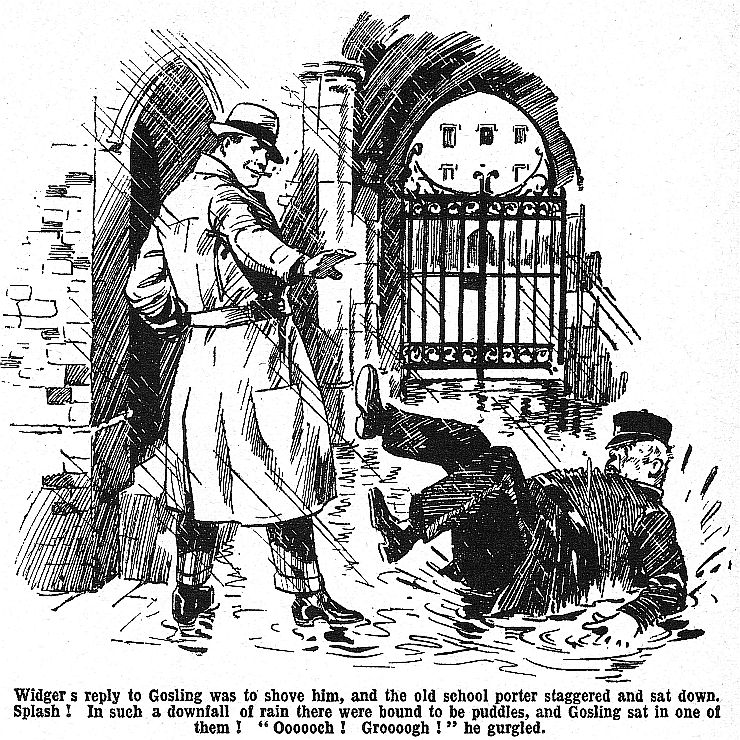 Widger s reply to Gosling was to shove him, and the old school porter staggered and sat down.
Splash ! In such a downfall of rain there were bound to be puddles, and Gosling sat in one of
them ! " Oooooch ! Groooogh ! " he gurgled.